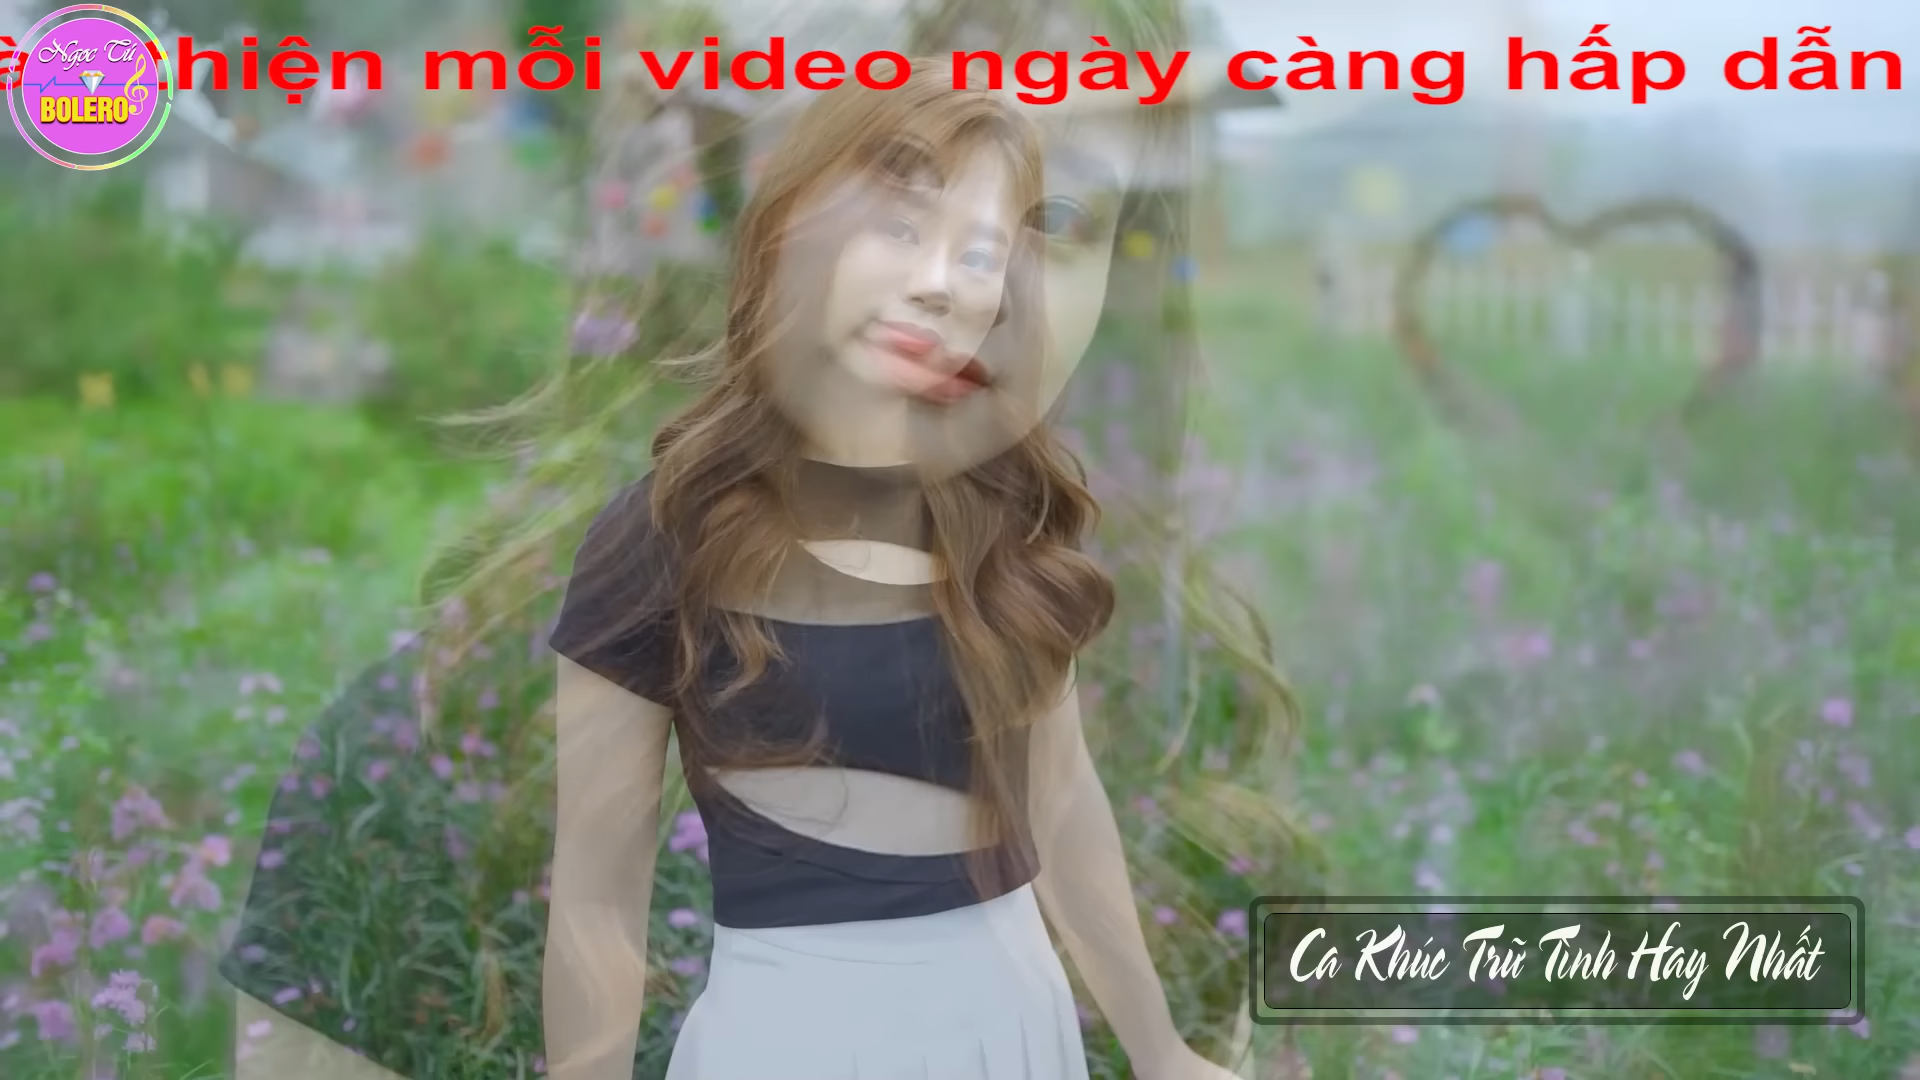 hiện mỗi video ngày càng hấp dẫn
Ngọc Tú
BOLERO
Ca Khúc Trữ Tình Hay Nhất